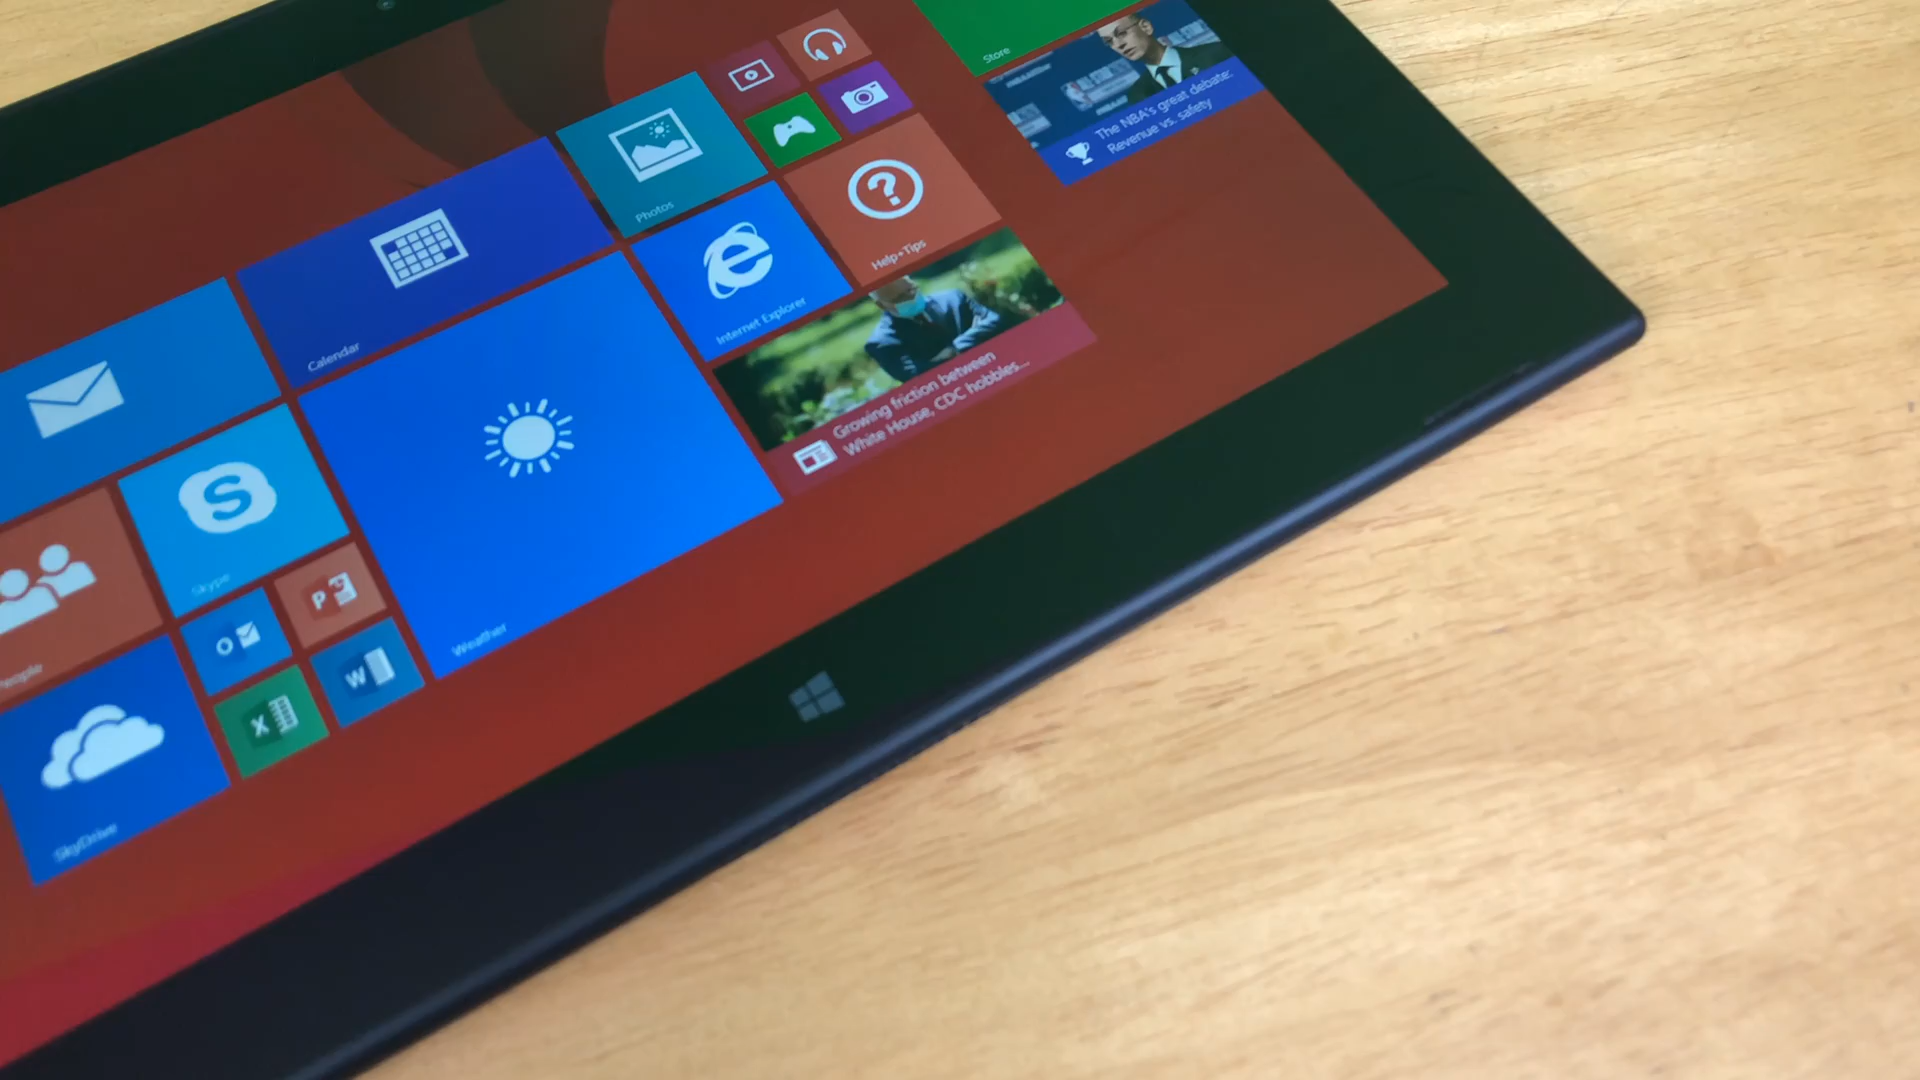 Store
The NBA's great debate:
Revenue vs. safety
Photos
Help+Tips
Calendar
Internet Explorer
Growing friction between
White House, CDC hobbles...
Skype
Weather
People
SkyDrive